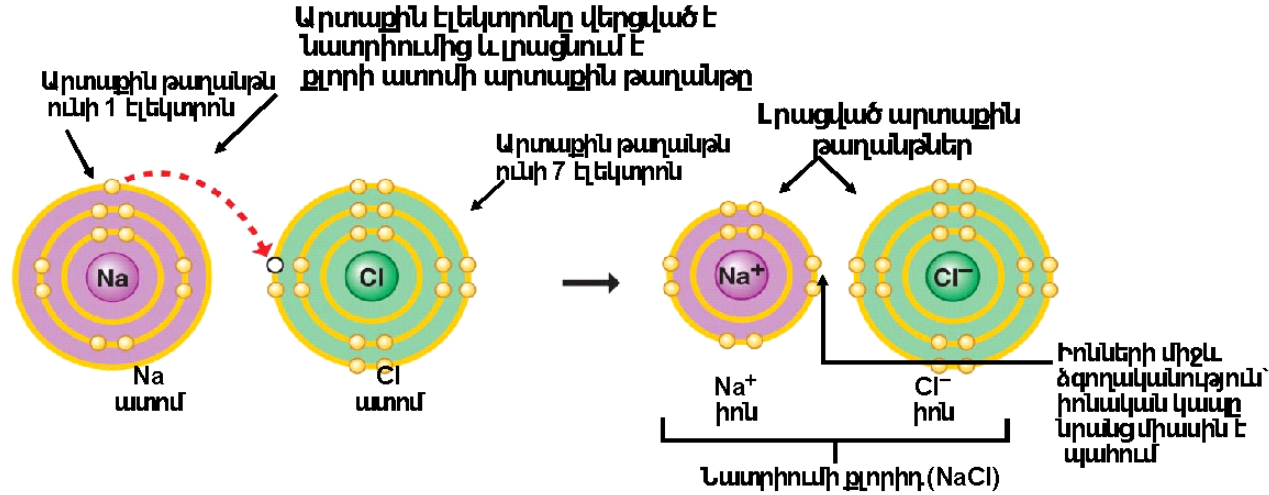 Արտաքին էլեկտրոնը վերցված է
նատրիումից և լրացնում է
քլորի ատոմի արտաքին թաղանթը
Արտաքին թաղանթն
ունի 1 էլեկտրոն
Արտաքին թաղանթն
ունի 7 էլեկտրոն
Լրացված արտաքին
թաղանթներ
Na
Cl
Na⁺
Cl⁻
Na
ատոմ
Cl
ատոմ
Na⁺
իոն
Cl⁻
իոն
Իոնների միջև
ձգողականություն՝
իոնական կապը
նրանց միասին է
պահում
Նատրիումի քլորիդ (NaCl)